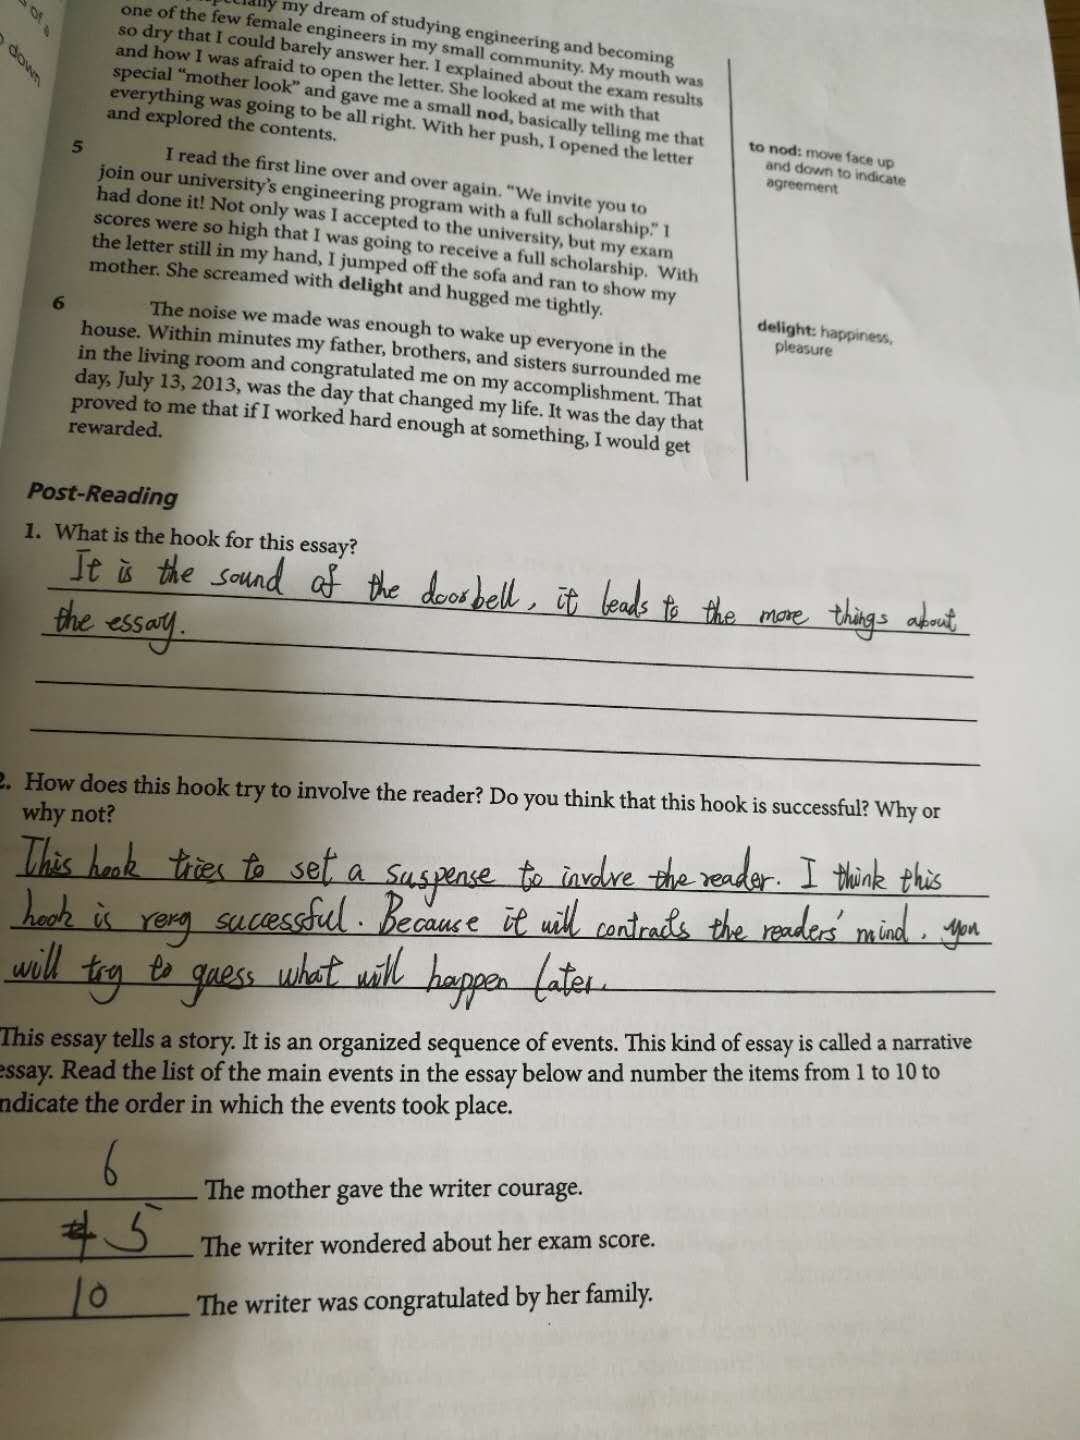 my dream of studying engineering and becoming
one of the few female engineers in my small community. My mouth was
so dry that I could barely answer her. I explained about the exam results
and how I was afraid to open the letter. She looked at me with that
special “mother look” and gave me a small nod, basically telling me that
everything was going to be all right. With her push, I opened the letter
and explored the contents.
to nod: move face up
and down to indicate
agreement
5 I read the first line over and over again. “We invite you to
join our university’s engineering program with a full scholarship.” I
had done it! Not only was I accepted to the university, but my exam
scores were so high that I was going to receive a full scholarship. With
the letter still in my hand, I jumped off the sofa and ran to show my
mother. She screamed with delight and hugged me tightly.
delight: happiness,
pleasure
6 The noise we made was enough to wake up everyone in the
house. Within minutes my father, brothers, and sisters surrounded me
in the living room and congratulated me on my accomplishment. That
day, July 13, 2013, was the day that changed my life. It was the day that
proved to me that if I worked hard enough at something, I would get
rewarded.
down
Post-Reading
1. What is the hook for this essay?
It is the sound of the doorbell, it leads to the more things about
the essay.
2. How does this hook try to involve the reader? Do you think that this hook is successful? Why or
why not?
This hook tries to set a suspense to involve the reader. I think this
hook is very successful. Because it will contracts the readers' mind. you
will try to guess what will happen later.
This essay tells a story. It is an organized sequence of events. This kind of essay is called a narrative
essay. Read the list of the main events in the essay below and number the items from 1 to 10 to
indicate the order in which the events took place.
6 The mother gave the writer courage.
5 The writer wondered about her exam score.
10 The writer was congratulated by her family.